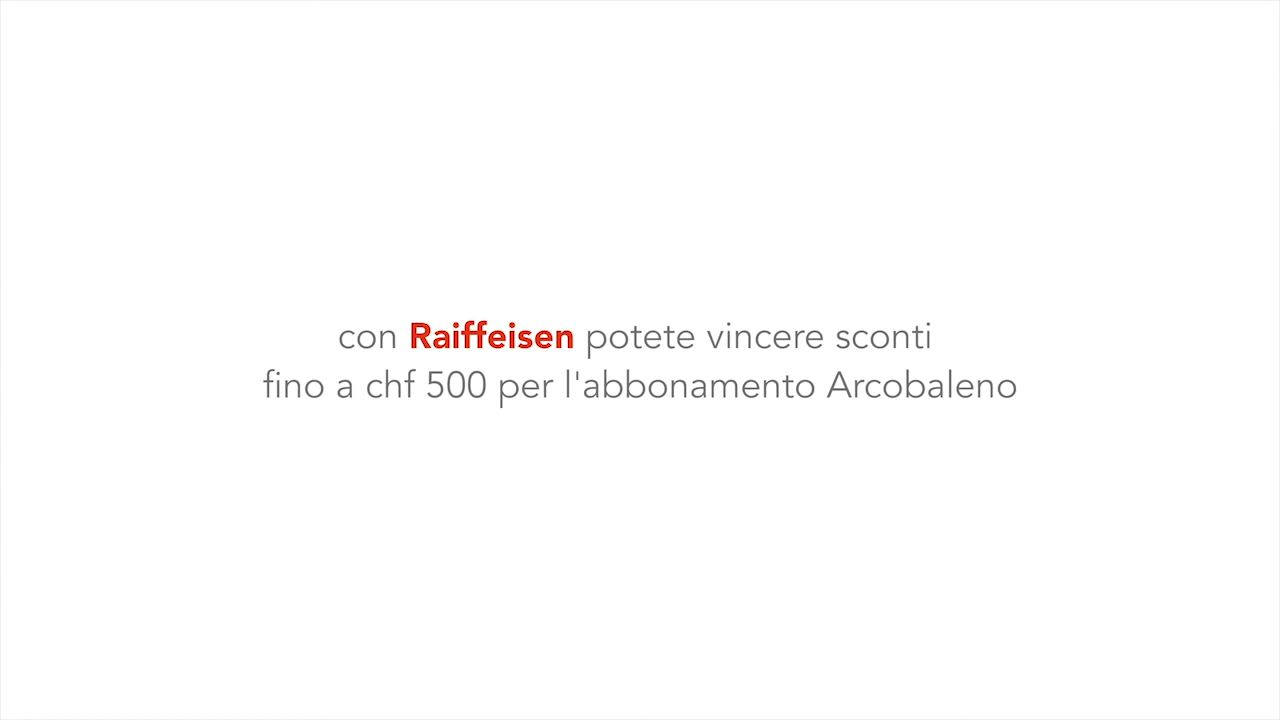 con Raiffeisen potete vincere sconti
fino a chf 500 per l'abbonamento Arcobaleno